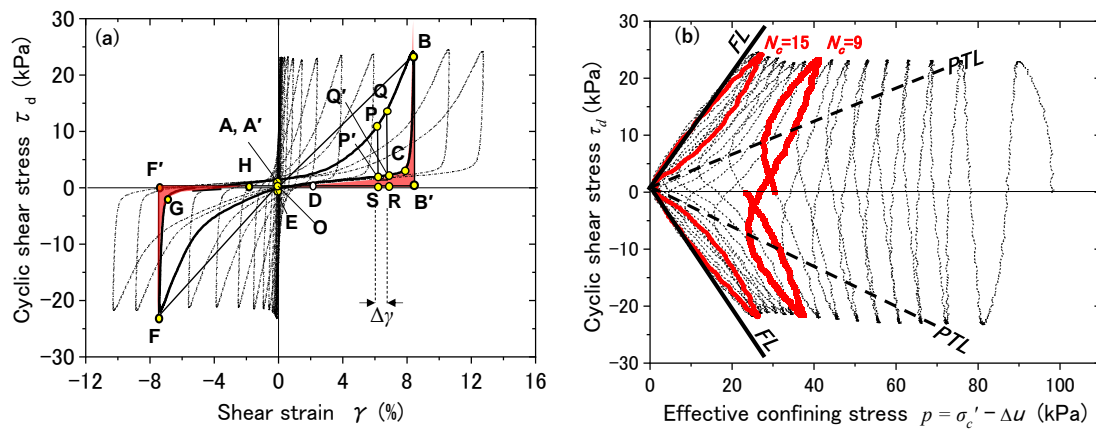 (a)
30
20
10
0
−10
−20
−30
Cyclic shear stress τ d (kPa)
B
Q′
Q
P
A, A′
P′
C
F′
H
G
D
S
R
B′
E
O
F
Δγ
−12 −8 −4 0 4 8 12 16
Shear strain γ (%)
(b)
30
20
10
0
−10
−20
−30
Cyclic shear stress τd (kPa)
FL
Nc=15
Nc=9
PTL
PTL
FL
0 20 40 60 80 100
Effective confining stress p = σc′ − Δu (kPa)